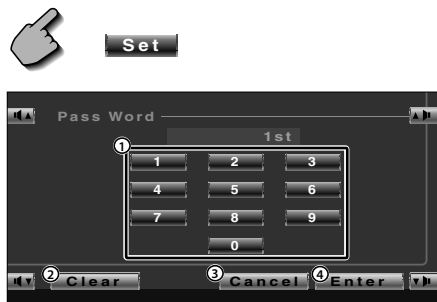 Set
Pass Word
1st
①
1 2 3
4 5 6
7 8 9
0
② Clear ③ Cancel ④ Enter